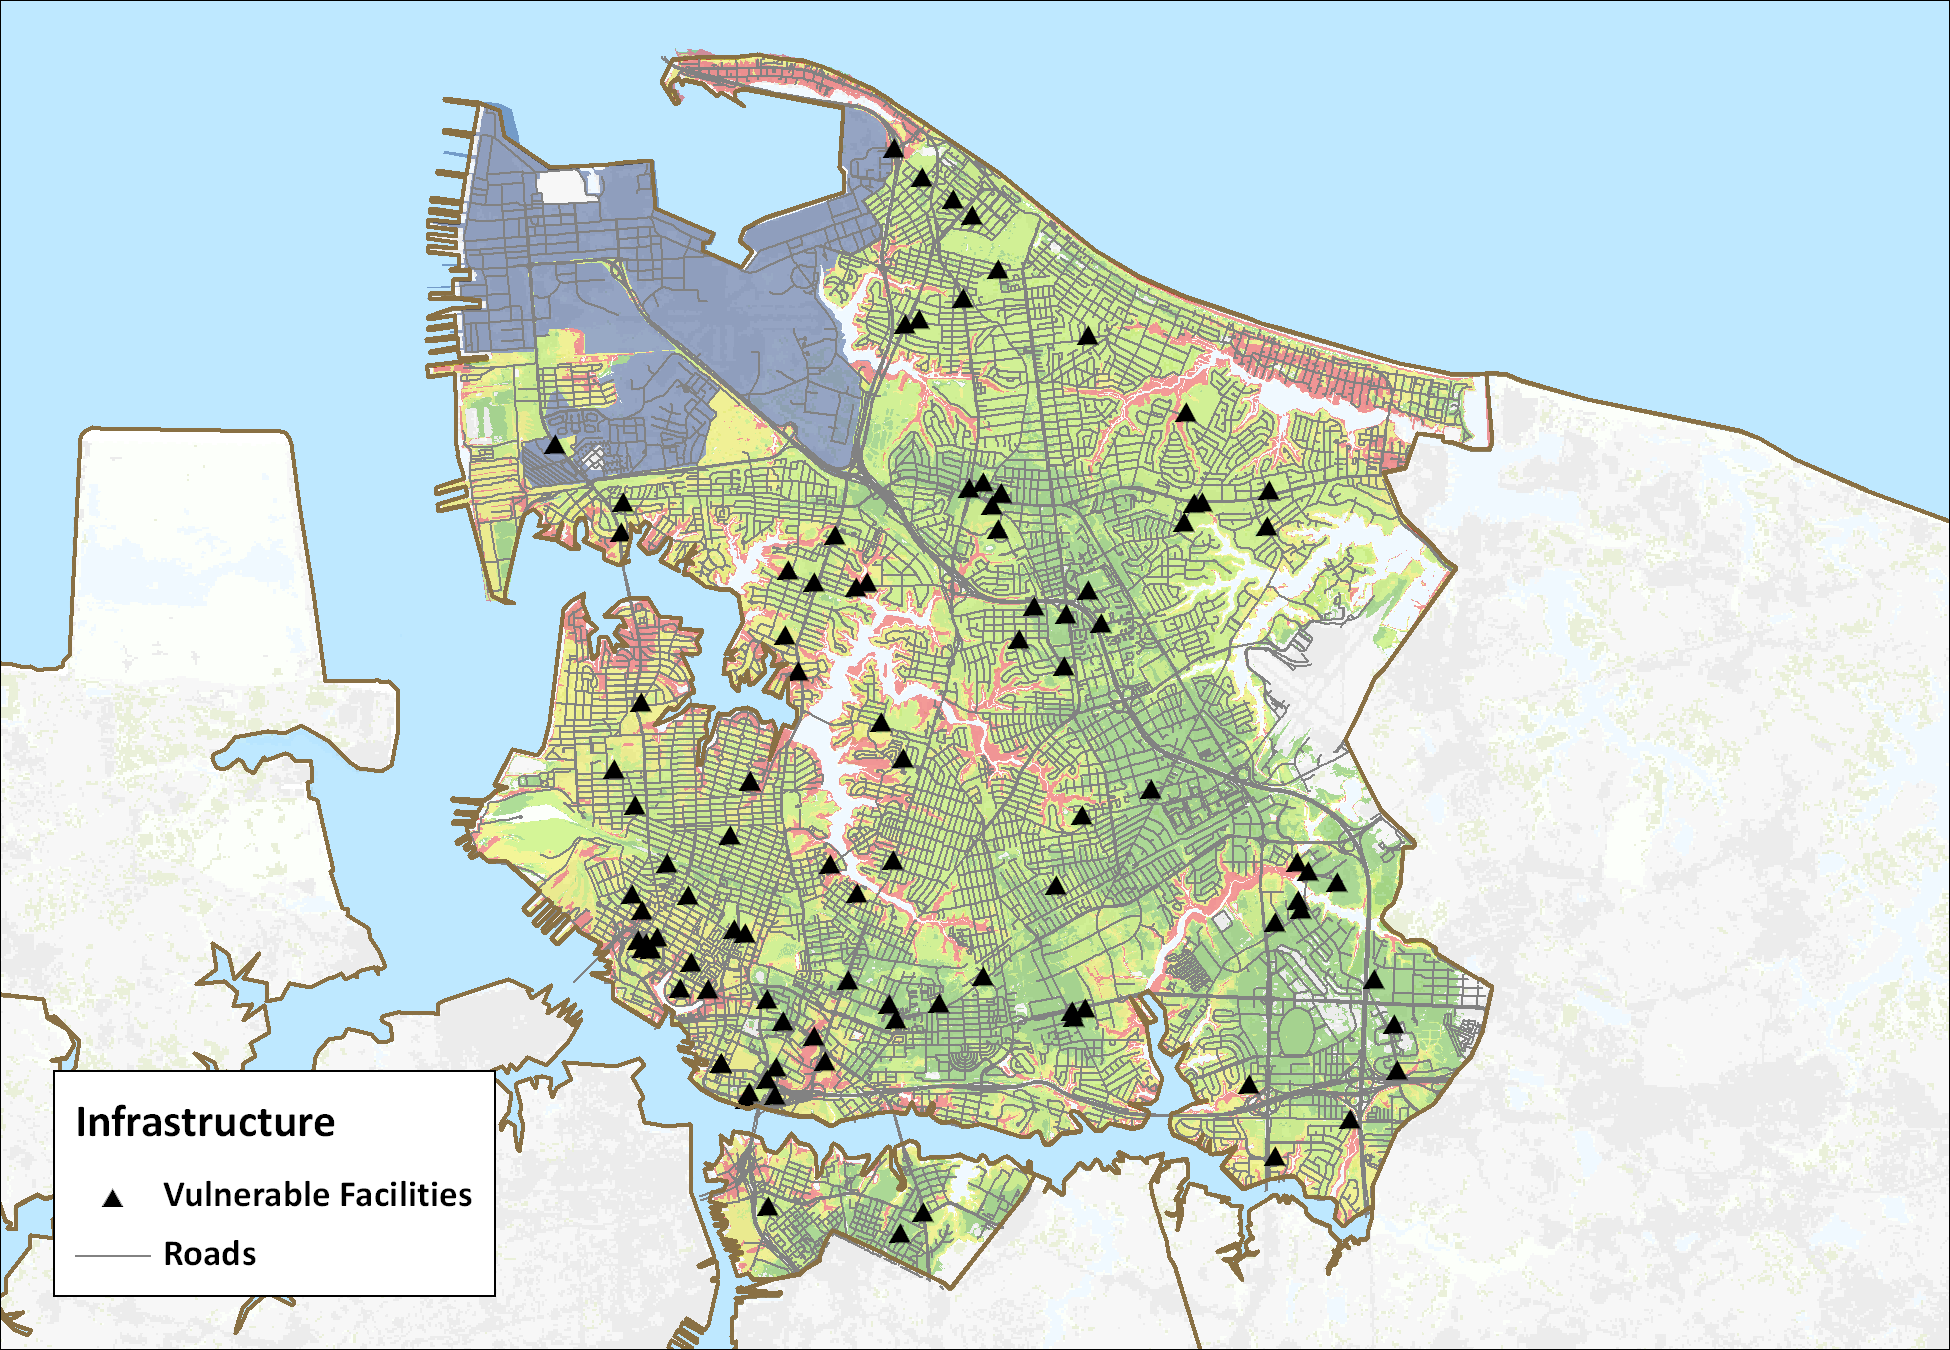 Infrastructure
Vulnerable Facilities
Roads